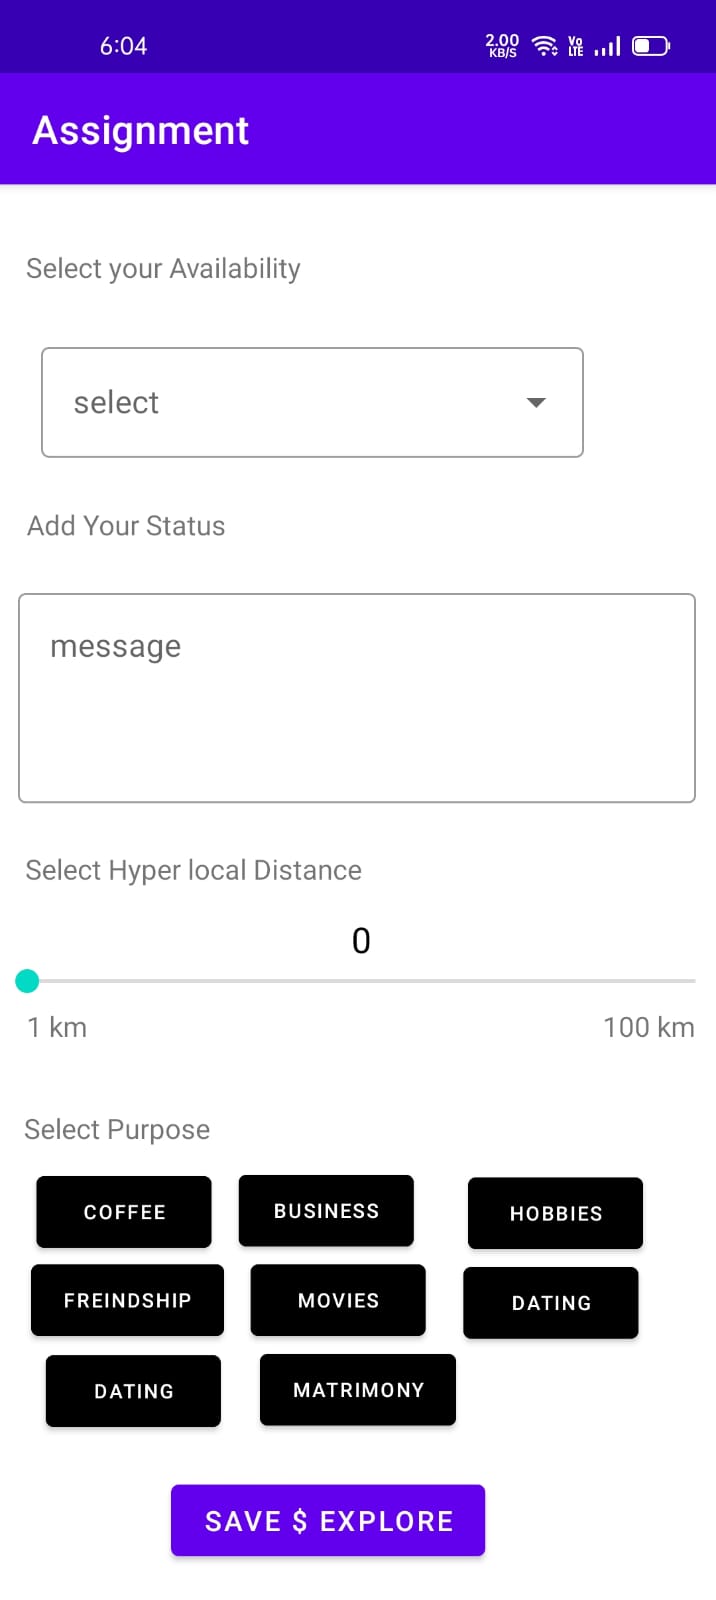 6:04 2.00 KB/S Vo LTE
Assignment
Select your Availability
select
Add Your Status
message
Select Hyper local Distance
0
1 km 100 km
Select Purpose
COFFEE BUSINESS HOBBIES
FREINDSHIP MOVIES DATING
DATING MATRIMONY
SAVE $ EXPLORE